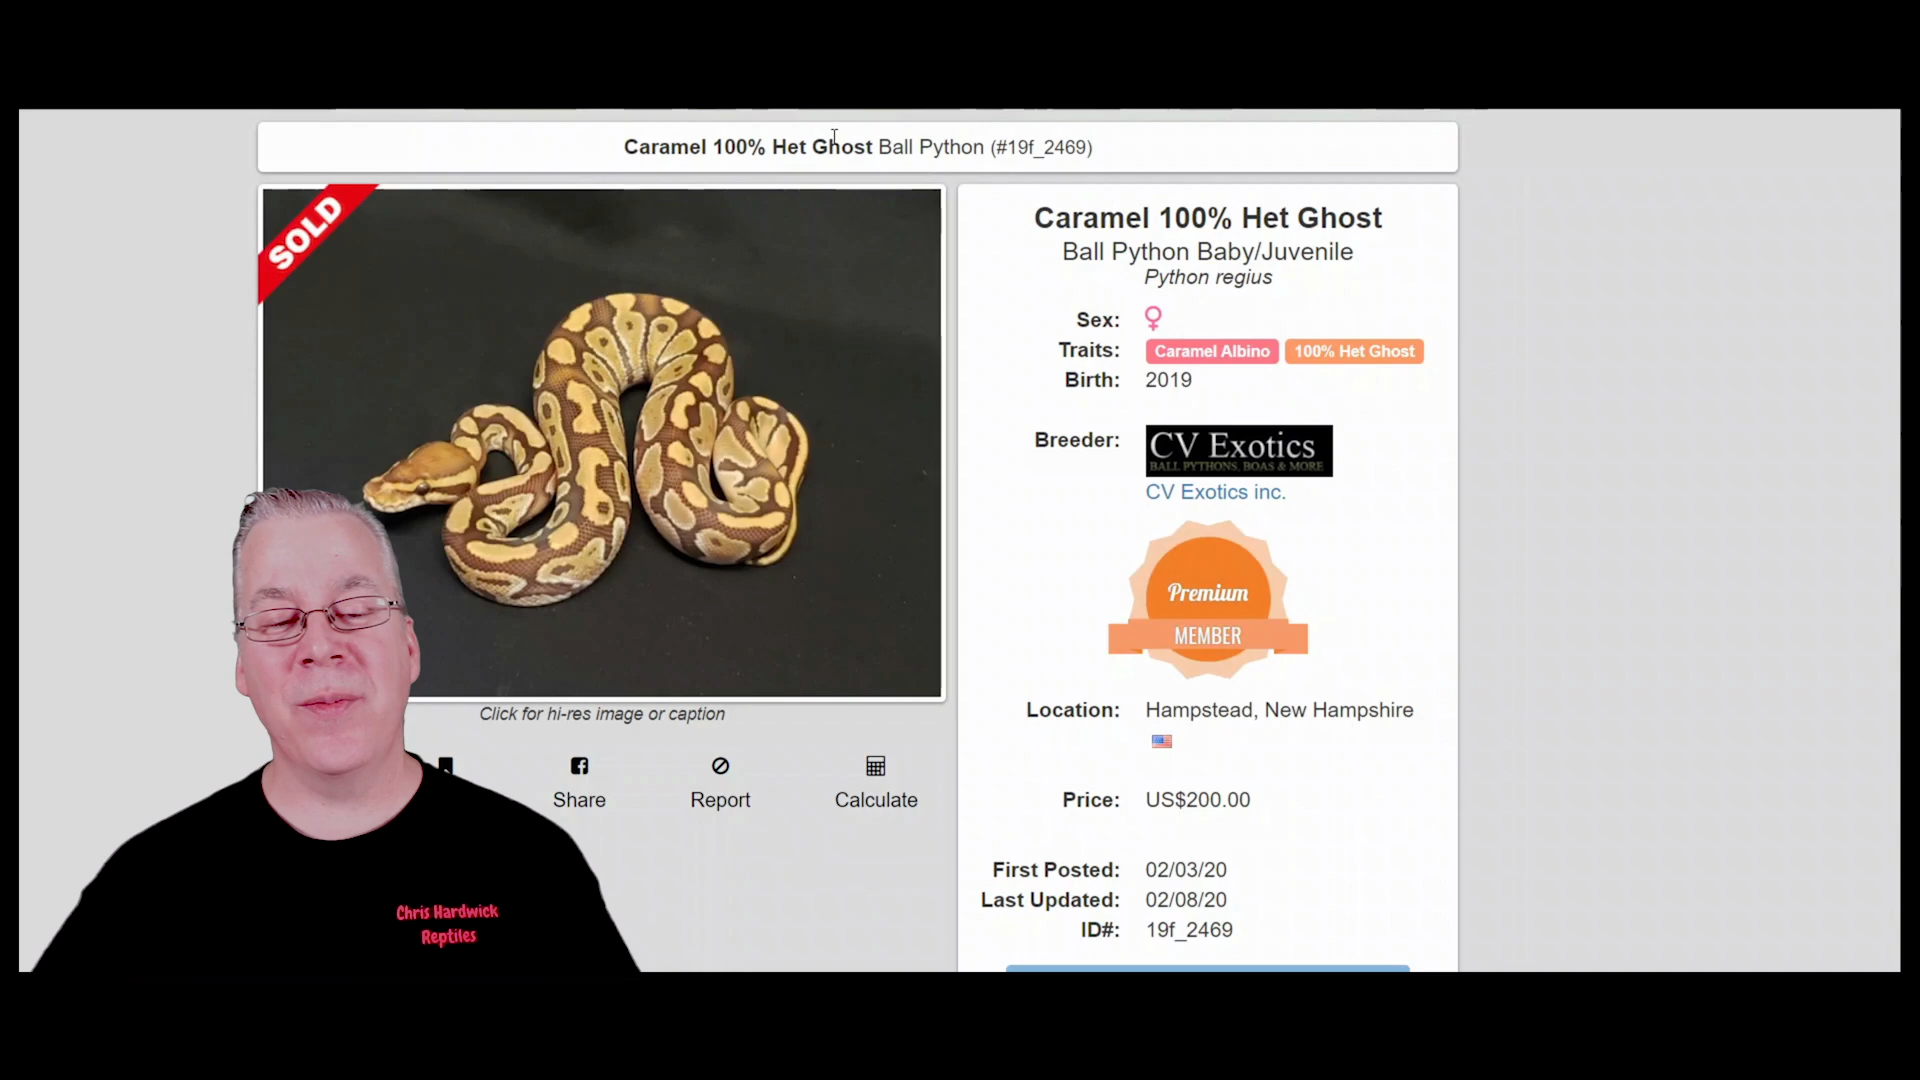 Caramel 100% Het Ghost Ball Python (#19f_2469)
SOLD
Caramel 100% Het Ghost
Ball Python Baby/Juvenile
Python regius
Sex: ♀
Traits: Caramel Albino 100% Het Ghost
Birth: 2019
Breeder: CV Exotics
BALL PYTHONS, BOAS & MORE
CV Exotics inc.
Premium
MEMBER
Location: Hampstead, New Hampshire
Click for hi-res image or caption
Share
Report
Calculate
Price: US$200.00
First Posted: 02/03/20
Last Updated: 02/08/20
ID#: 19f_2469
Chris Hardwick
Reptiles